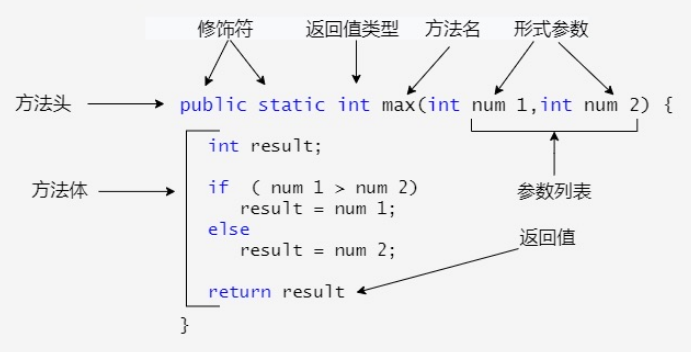 修饰符 返回值类型 方法名 形式参数
方法头 public static int max(int num 1,int num 2) {
int result;
方法体 if ( num 1 > num 2) 参数列表
result = num 1;
else 返回值
result = num 2;
return result
}